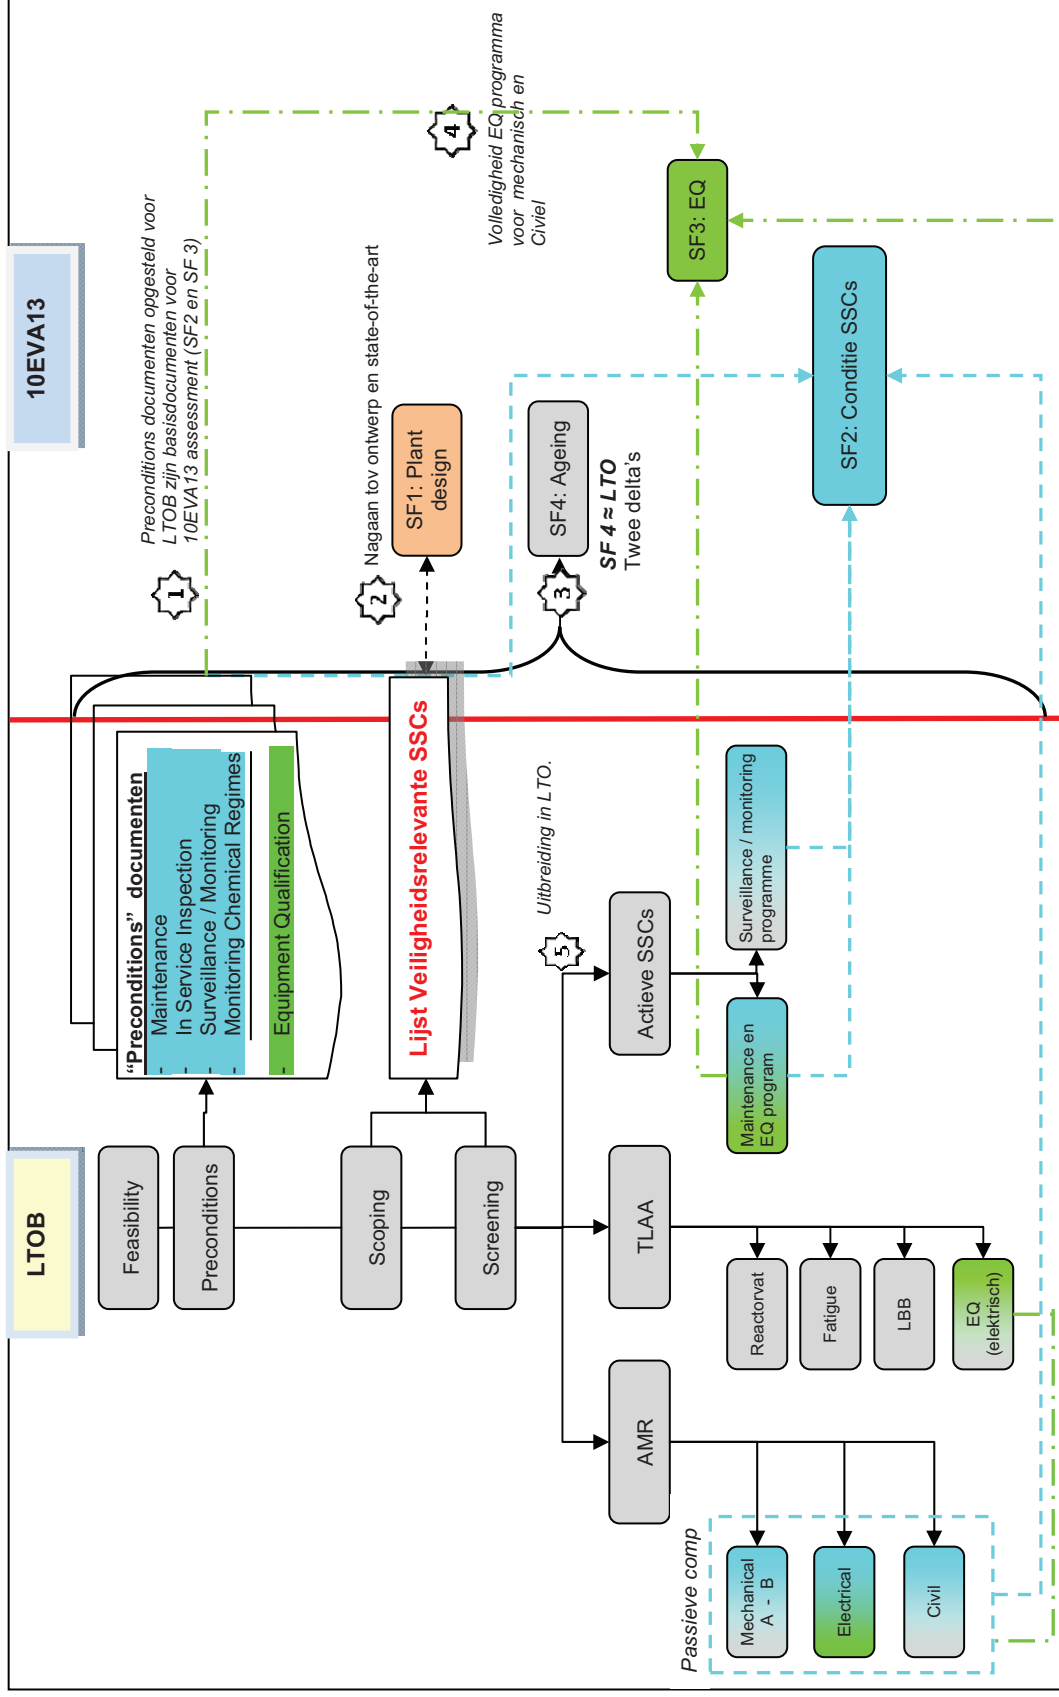 LTOB
10EVA13
Feasibility
Preconditions
Scoping
Screening
“Preconditions” documenten
- Maintenance
- In Service Inspection
- Surveillance / Monitoring
- Monitoring Chemical Regimes
- Equipment Qualification
Lijst Veiligheidsrelevante SSCs
1
Preconditions documenten opgesteld voor
LTOB zijn basisdocumenten voor
10EVA13 assessment (SF2 en SF 3)
2
Nagaan tov ontwerp en state-of-the-art
SF1: Plant
design
3
SF4: Ageing
SF 4 ≈ LTO
Twee delta’s
4
Volledigheid EQ programma
voor mechanisch en
Civiel
SF3: EQ
SF2: Conditie SSCs
5
Uitbreiding in LTO.
AMR
TLAA
Actieve SSCs
Passieve comp
Mechanical
A - B
Electrical
Civil
Reactorvat
Fatigue
LBB
EQ
(elektrisch)
Maintenance en
EQ program
Surveillance / monitoring
programme